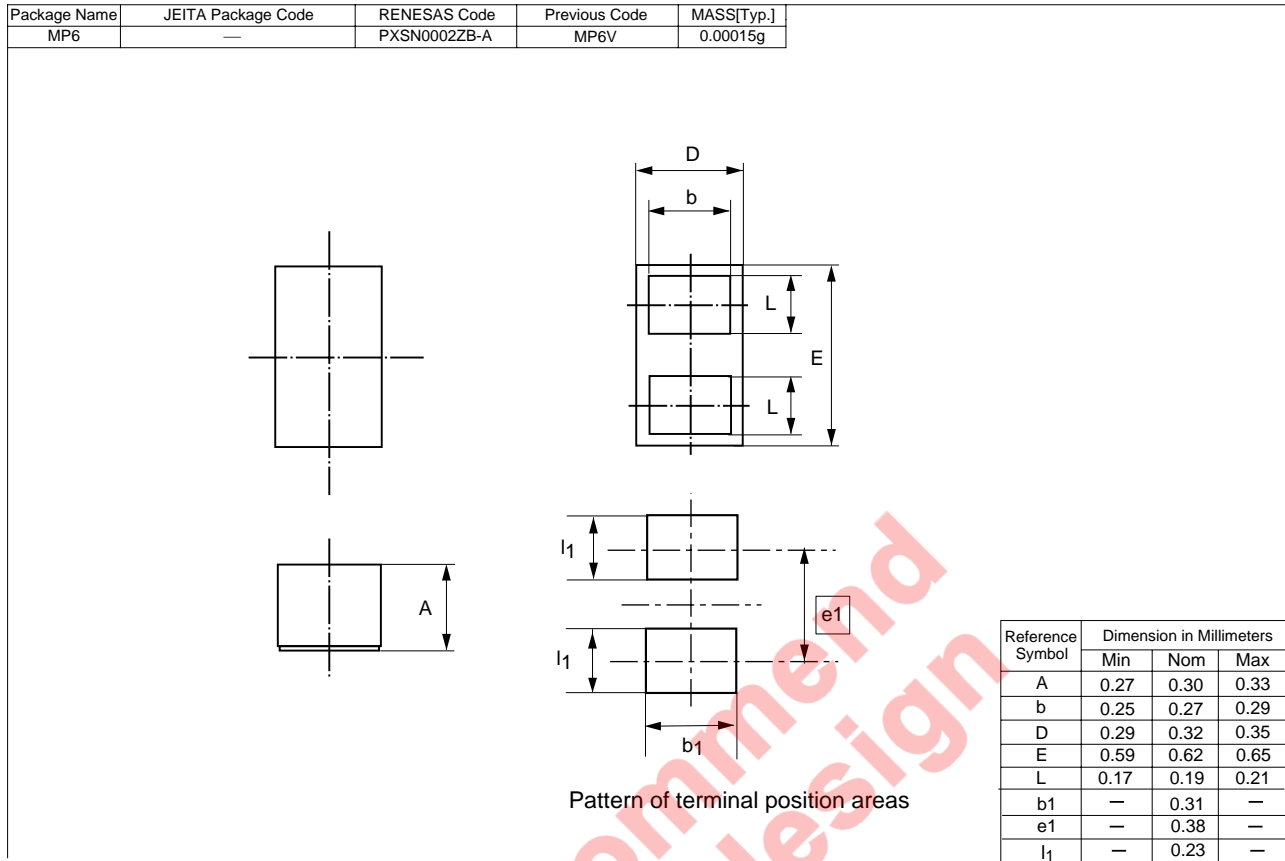 Package Name JEITA Package Code RENESAS Code Previous Code MASS[Typ.]
MP6 — PXSN0002ZB-A MP6V 0.00015g
D
b
L
E
L
A
l1
e1
l1
b1
Pattern of terminal position areas
ommend
design
Reference Symbol Dimension in Millimeters
Min Nom Max
A 0.27 0.30 0.33
b 0.25 0.27 0.29
D 0.29 0.32 0.35
E 0.59 0.62 0.65
L 0.17 0.19 0.21
b1 – 0.31 –
e1 – 0.38 –
l1 – 0.23 –